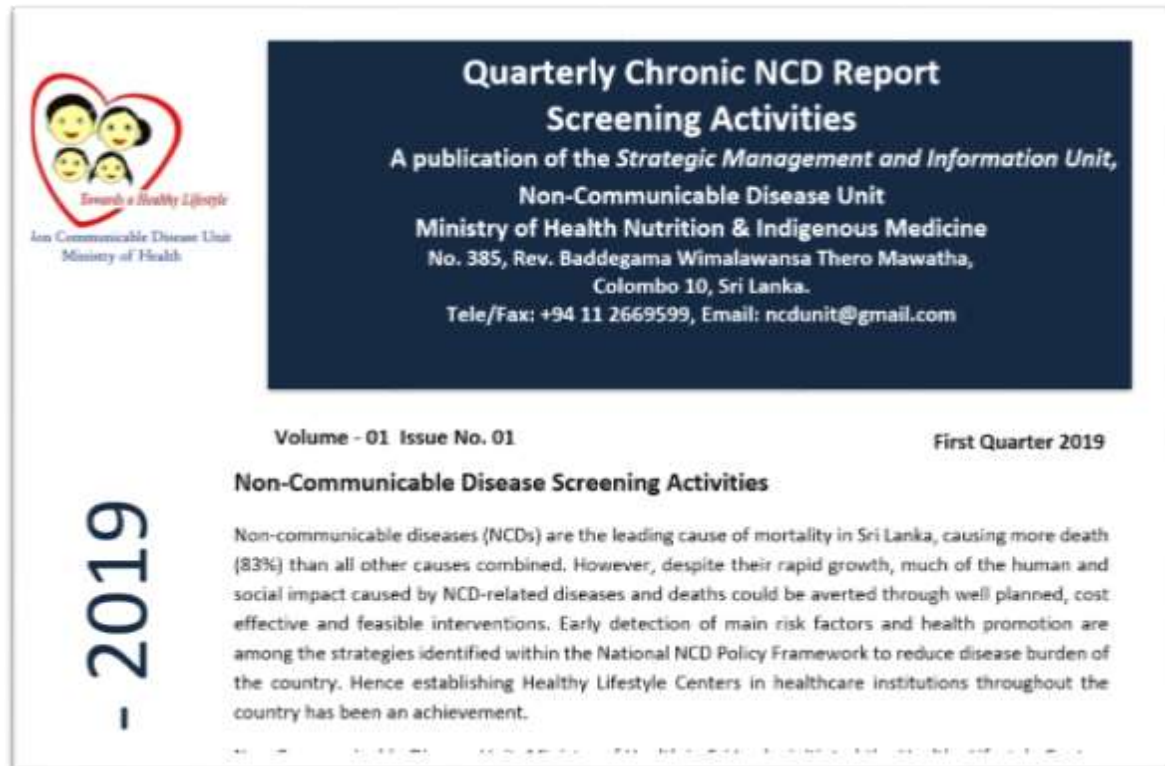 Quarterly Chronic NCD Report
Screening Activities
A publication of the Strategic Management and Information Unit,
Non-Communicable Disease Unit
Ministry of Health Nutrition & Indigenous Medicine
No. 385, Rev. Baddegama Wimalawansa Thero Mawatha,
Colombo 10, Sri Lanka.
Tele/Fax: +94 11 2669599, Email: ncdunit@gmail.com
Towards a Healthy Lifestyle
Communicable Disease Unit
Ministry of Health
Volume - 01 Issue No. 01
First Quarter 2019
- 2019
Non-Communicable Disease Screening Activities
Non-communicable diseases (NCDs) are the leading cause of mortality in Sri Lanka, causing more death
(83%) than all other causes combined. However, despite their rapid growth, much of the human and
social impact caused by NCD-related diseases and deaths could be averted through well planned, cost
effective and feasible interventions. Early detection of main risk factors and health promotion are
among the strategies identified within the National NCD Policy Framework to reduce disease burden of
the country. Hence establishing Healthy Lifestyle Centers in healthcare institutions throughout the
country has been an achievement.